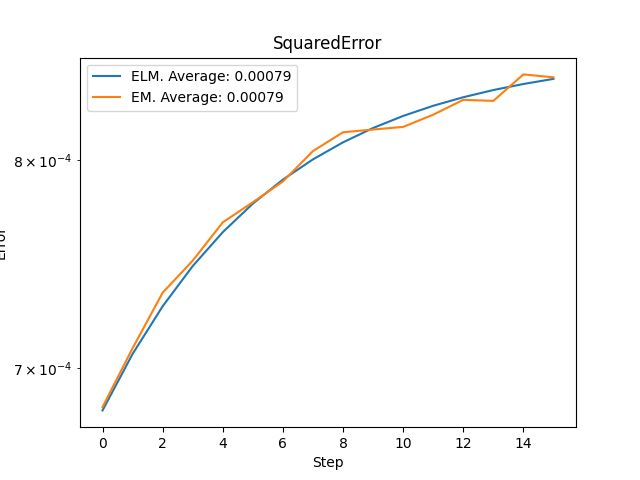 SquaredError
ELM. Average: 0.00079
EM. Average: 0.00079
8 × 10⁻⁴
7 × 10⁻⁴
Error
0 2 4 6 8 10 12 14
Step